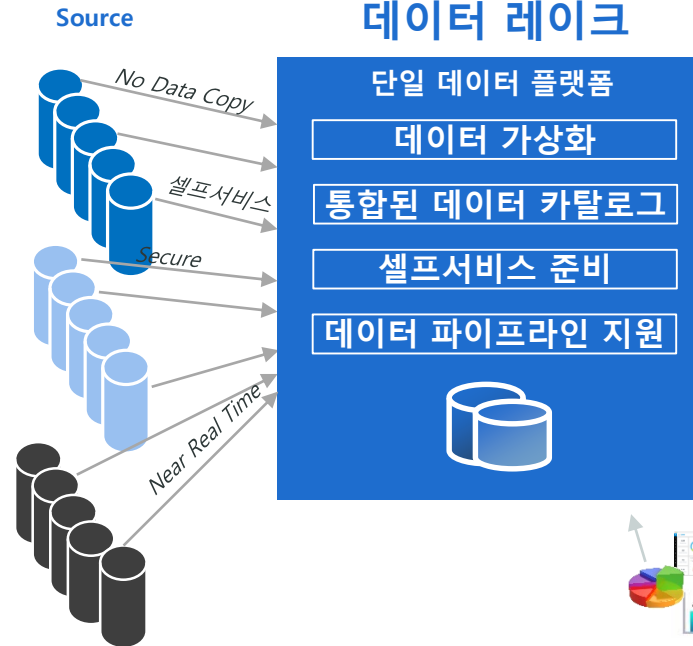 Source
데이터 레이크
단일 데이터 플랫폼
No Data Copy
데이터 가상화
셀프서비스
통합된 데이터 카탈로그
Secure
셀프서비스 준비
데이터 파이프라인 지원
Near Real Time